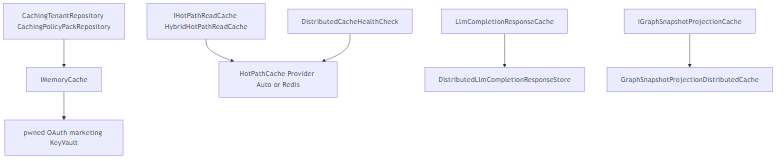 CachingTenantRepository
CachingPolicyPackRepository
IHotPathReadCache
HybridHotPathReadCache
DistributedCacheHealthCheck
LlmCompletionResponseCache
IGraphSnapshotProjectionCache
IMemoryCache
HotPathCache Provider
Auto or Redis
DistributedLlmCompletionResponseStore
GraphSnapshotProjectionDistributedCache
pwned OAuth marketing
KeyVault